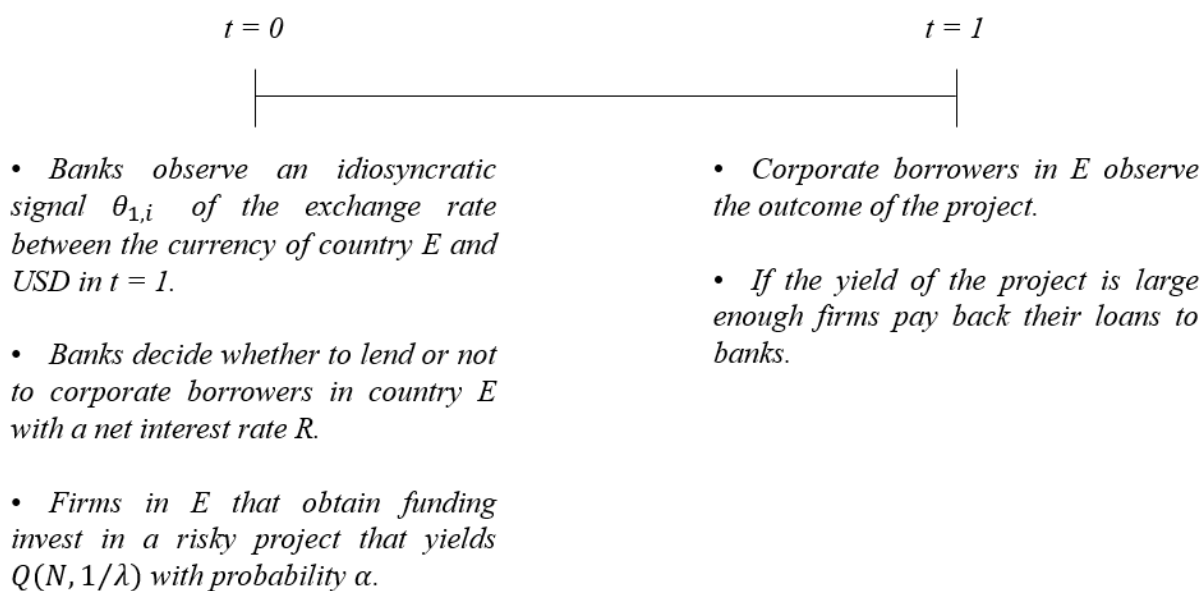 t = 0
t = 1
• Banks observe an idiosyncratic
signal θ₁,ᵢ of the exchange rate
between the currency of country E and
USD in t = 1.
• Banks decide whether to lend or not
to corporate borrowers in country E
with a net interest rate R.
• Firms in E that obtain funding
invest in a risky project that yields
Q(N, 1/λ) with probability α.
• Corporate borrowers in E observe
the outcome of the project.
• If the yield of the project is large
enough firms pay back their loans to
banks.